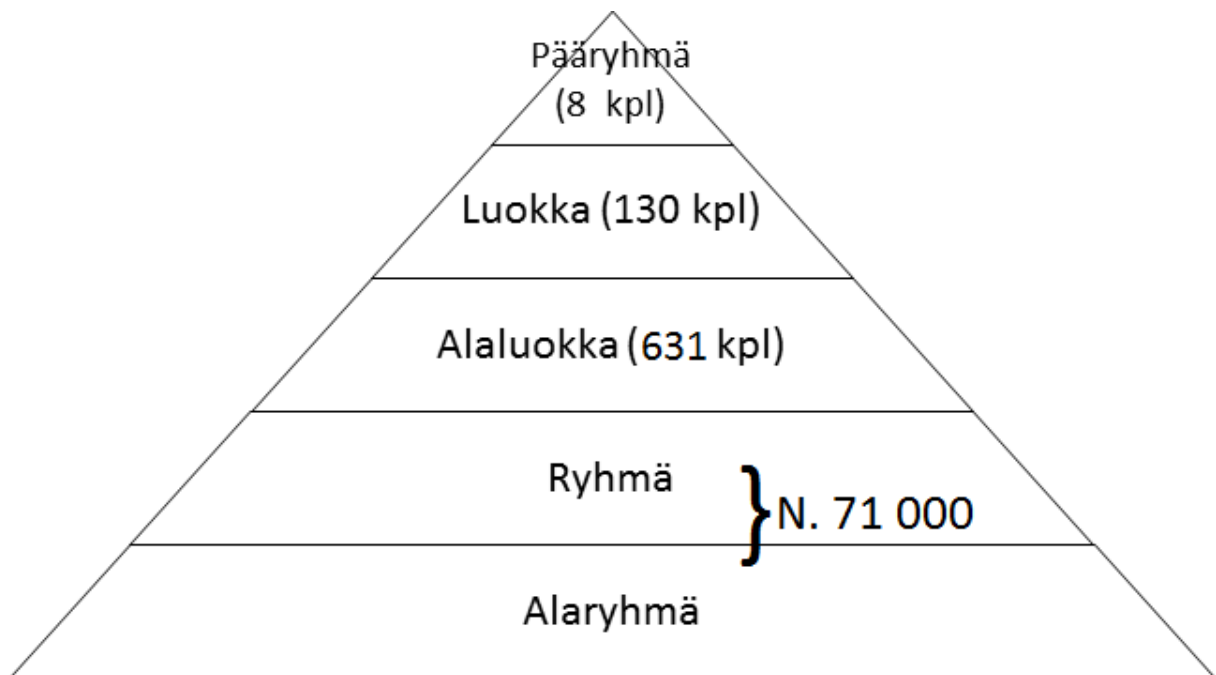 Pääryhmä
(8 kpl)
Luokka (130 kpl)
Alaluokka (631 kpl)
Ryhmä
} N. 71 000
Alaryhmä